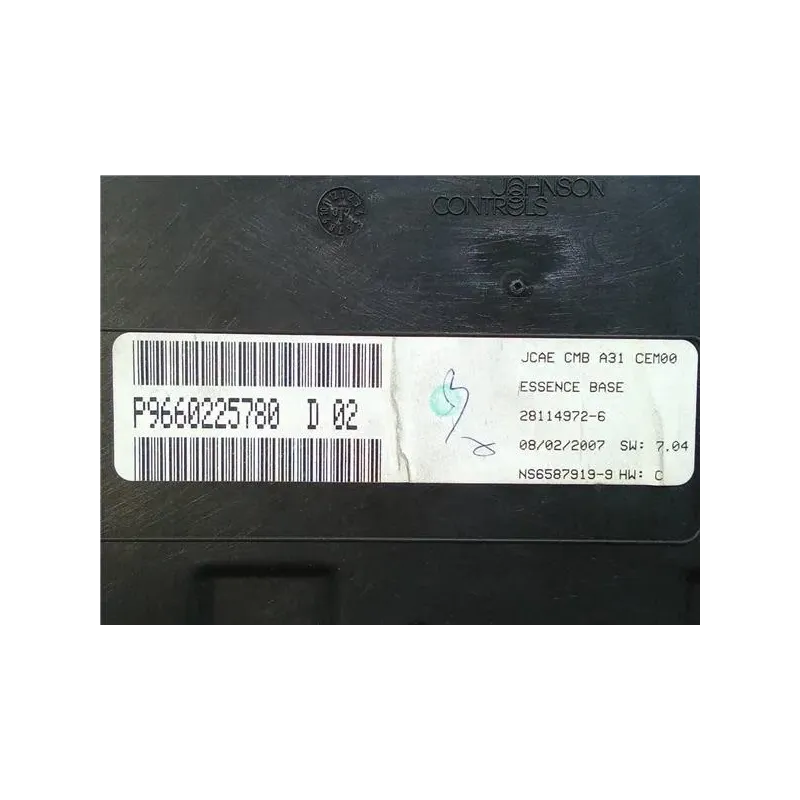 JOHNSON
CONTROLS
P9660225780 D 02
JCAE CMB A31 CEM00
ESSENCE BASE
28114972-6
08/02/2007 SW: 7.04
NS6587919-9 HW: C